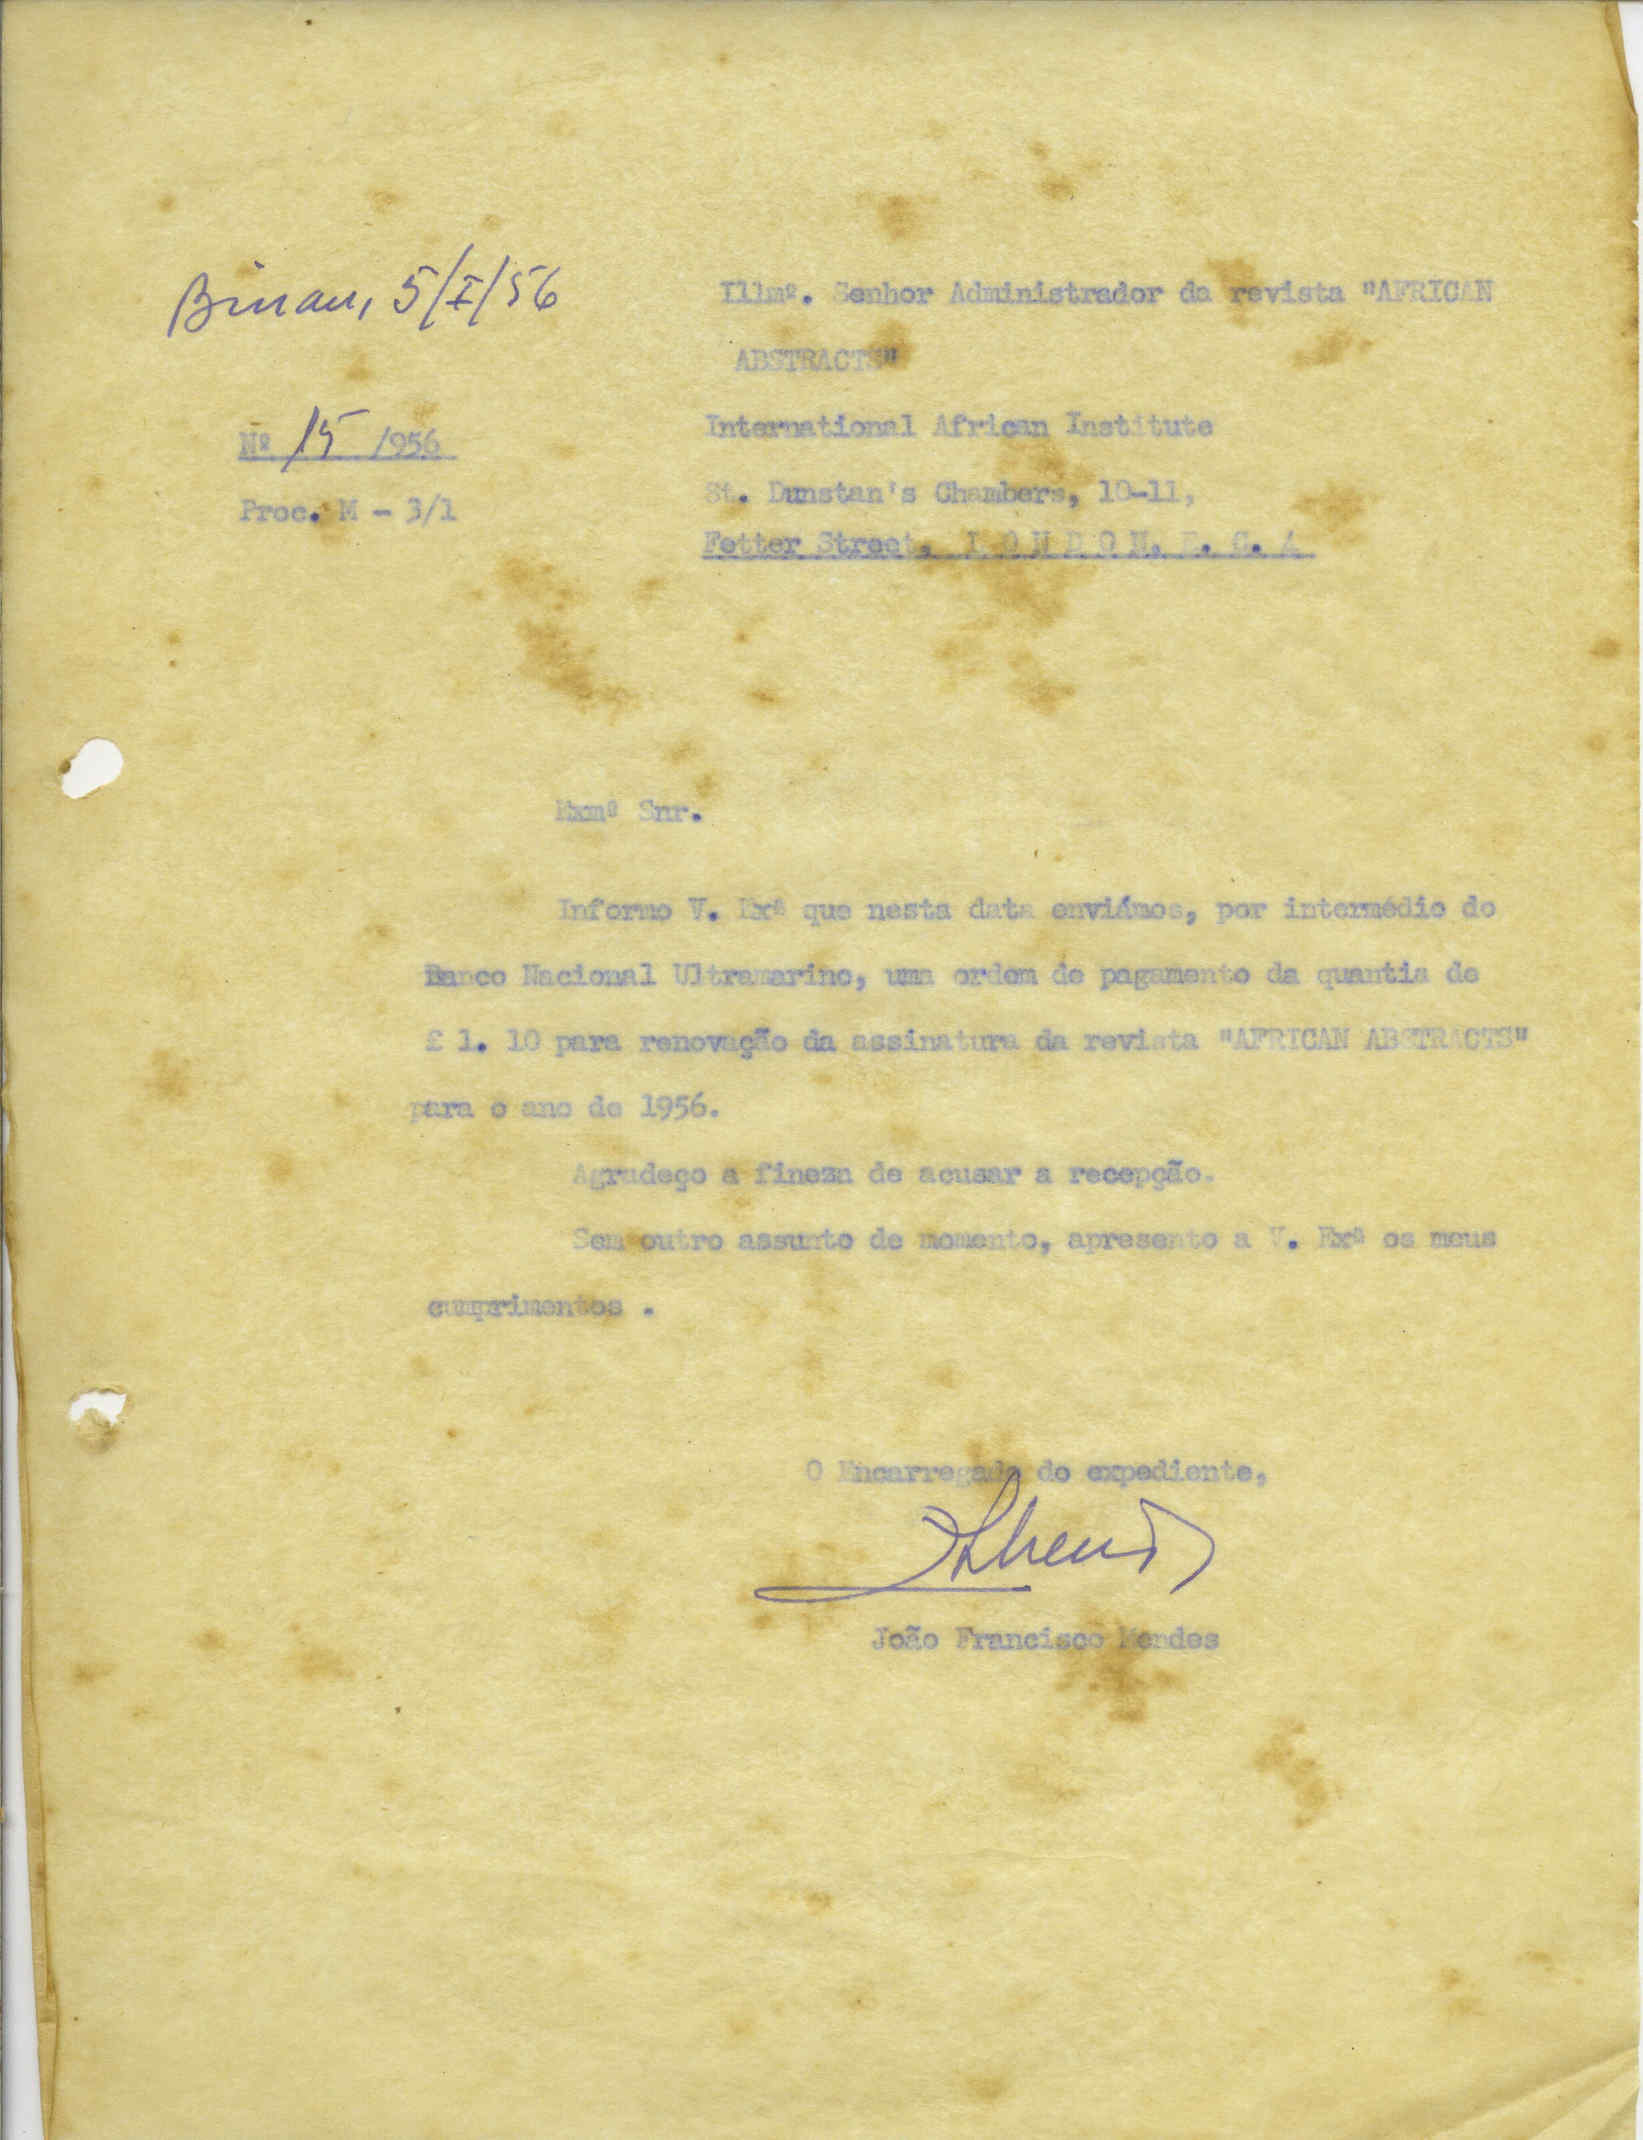 Bissau, 5/I/56
Illmº. Senhor Administrador da revista "AFRICAN
ABSTRACTS"
Nº 15 /956
International African Institute
Proc. M - 3/1
St. Dunstan's Chambers, 10-11,
Fetter Street, L O N D O N. E. C. 4
Exmº Snr.
Informo V. Exª que nesta data enviámos, por intermédio do
Banco Nacional Ultramarino, uma ordem de pagamento da quantia de
£ 1. 10 para renovação da assinatura da revista "AFRICAN ABSTRACTS"
para o ano de 1956.
Agradeço a fineza de acusar a recepção.
Sem outro assunto de momento, apresento a V. Exª os meus
cumprimentos .
O Encarregado do expediente,
João Francisco Mendes